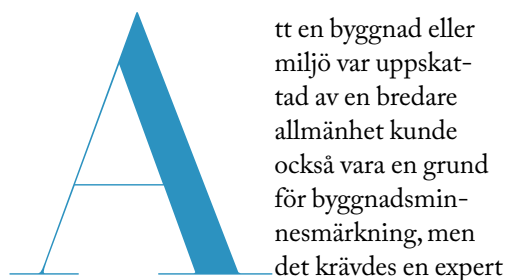 Att en byggnad eller
miljö var uppskat-
tad av en bredare
allmänhet kunde
också vara en grund
för byggnadsmin-
nesmärkning, men
det krävdes en expert